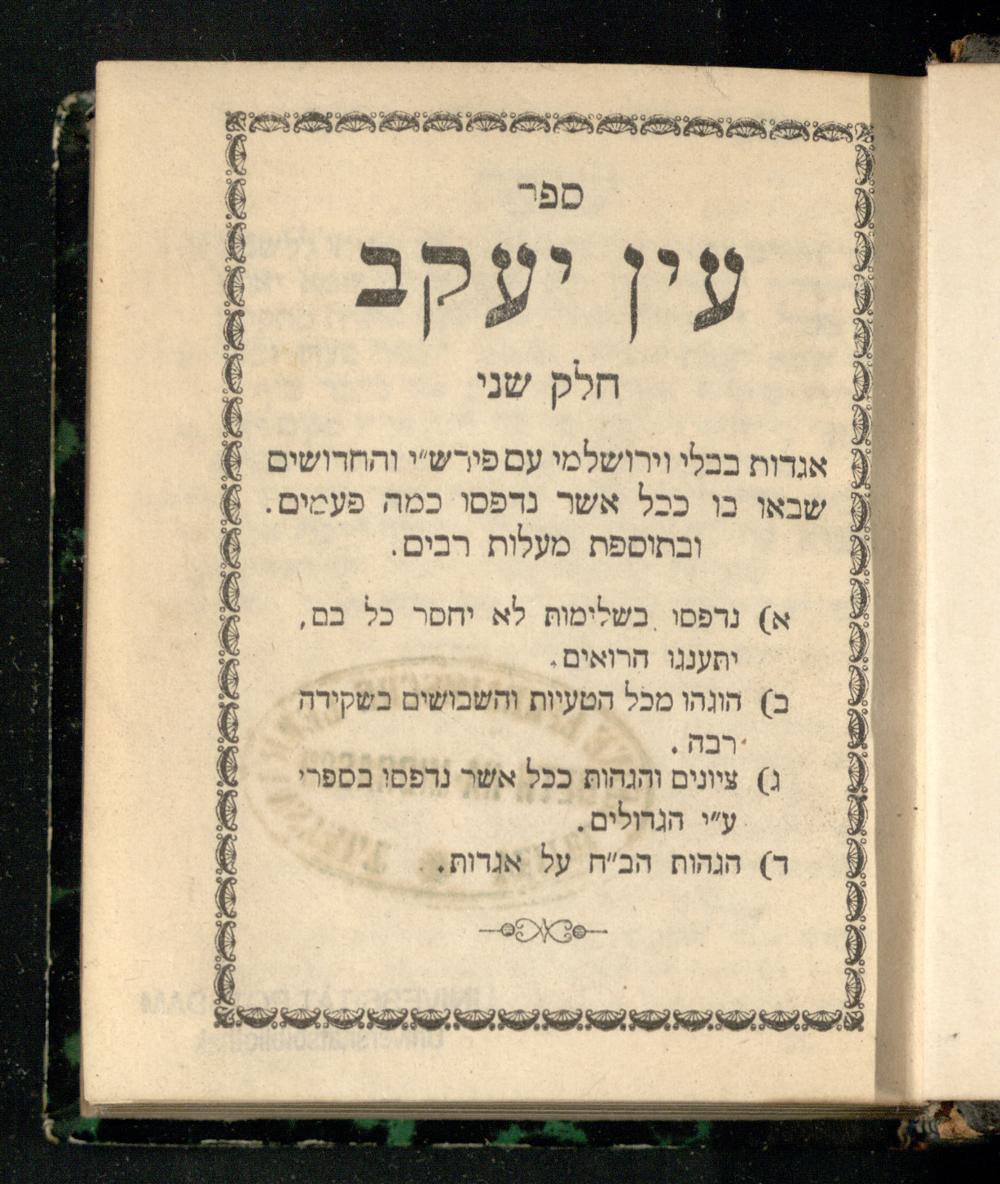 ספר
עין יעקב
חלק שני
אגדות בבלי וירושלמי עם פירש״י והחדושים
שבאו בו ככל אשר נדפסו כמה פעמים.
ובתוספת מעלות רבים.
א) נדפסו בשלימות לא יחסר כל בם,
יתענגו הרואים.
ב) הוגהו מכל הטעיות והשבושים בשקידה
רבה.
ג) ציונים והגהות ככל אשר נדפסו בספרי
ע״י הגדולים.
ד) הגהות הב״ח על אגדות.